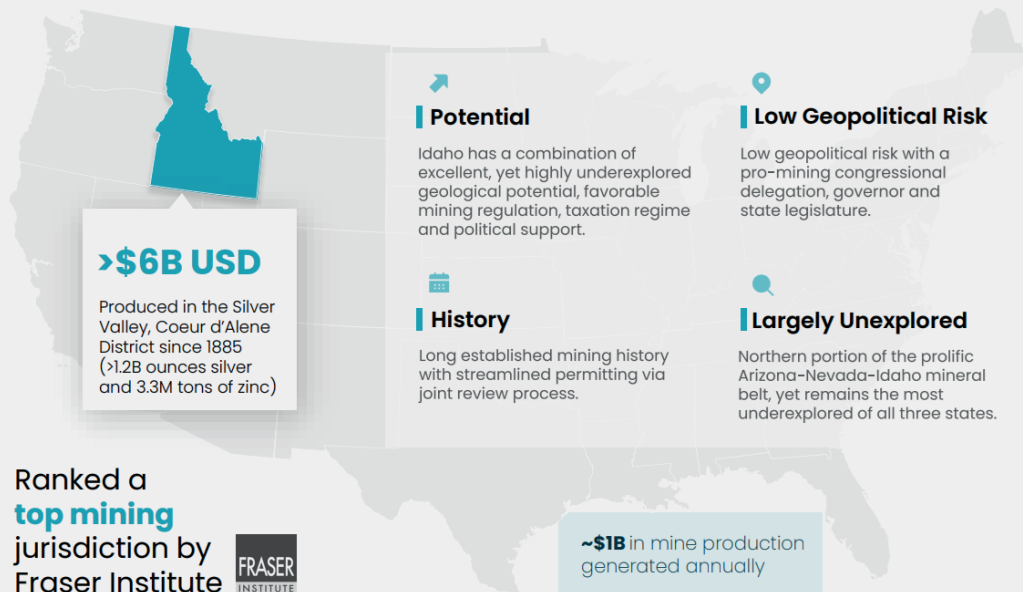 >$6B USD
Produced in the Silver
Valley, Coeur d’Alene
District since 1885
(>1.2B ounces silver
and 3.3M tons of zinc)
Potential
Idaho has a combination of
excellent, yet highly underexplored
geological potential, favorable
mining regulation, taxation regime
and political support.
Low Geopolitical Risk
Low geopolitical risk with a
pro-mining congressional
delegation, governor and
state legislature.
History
Long established mining history
with streamlined permitting via
joint review process.
Largely Unexplored
Northern portion of the prolific
Arizona-Nevada-Idaho mineral
belt, yet remains the most
underexplored of all three states.
Ranked a
top mining
jurisdiction by
Fraser Institute
FRASER
INSTITUTE
~$1B in mine production
generated annually